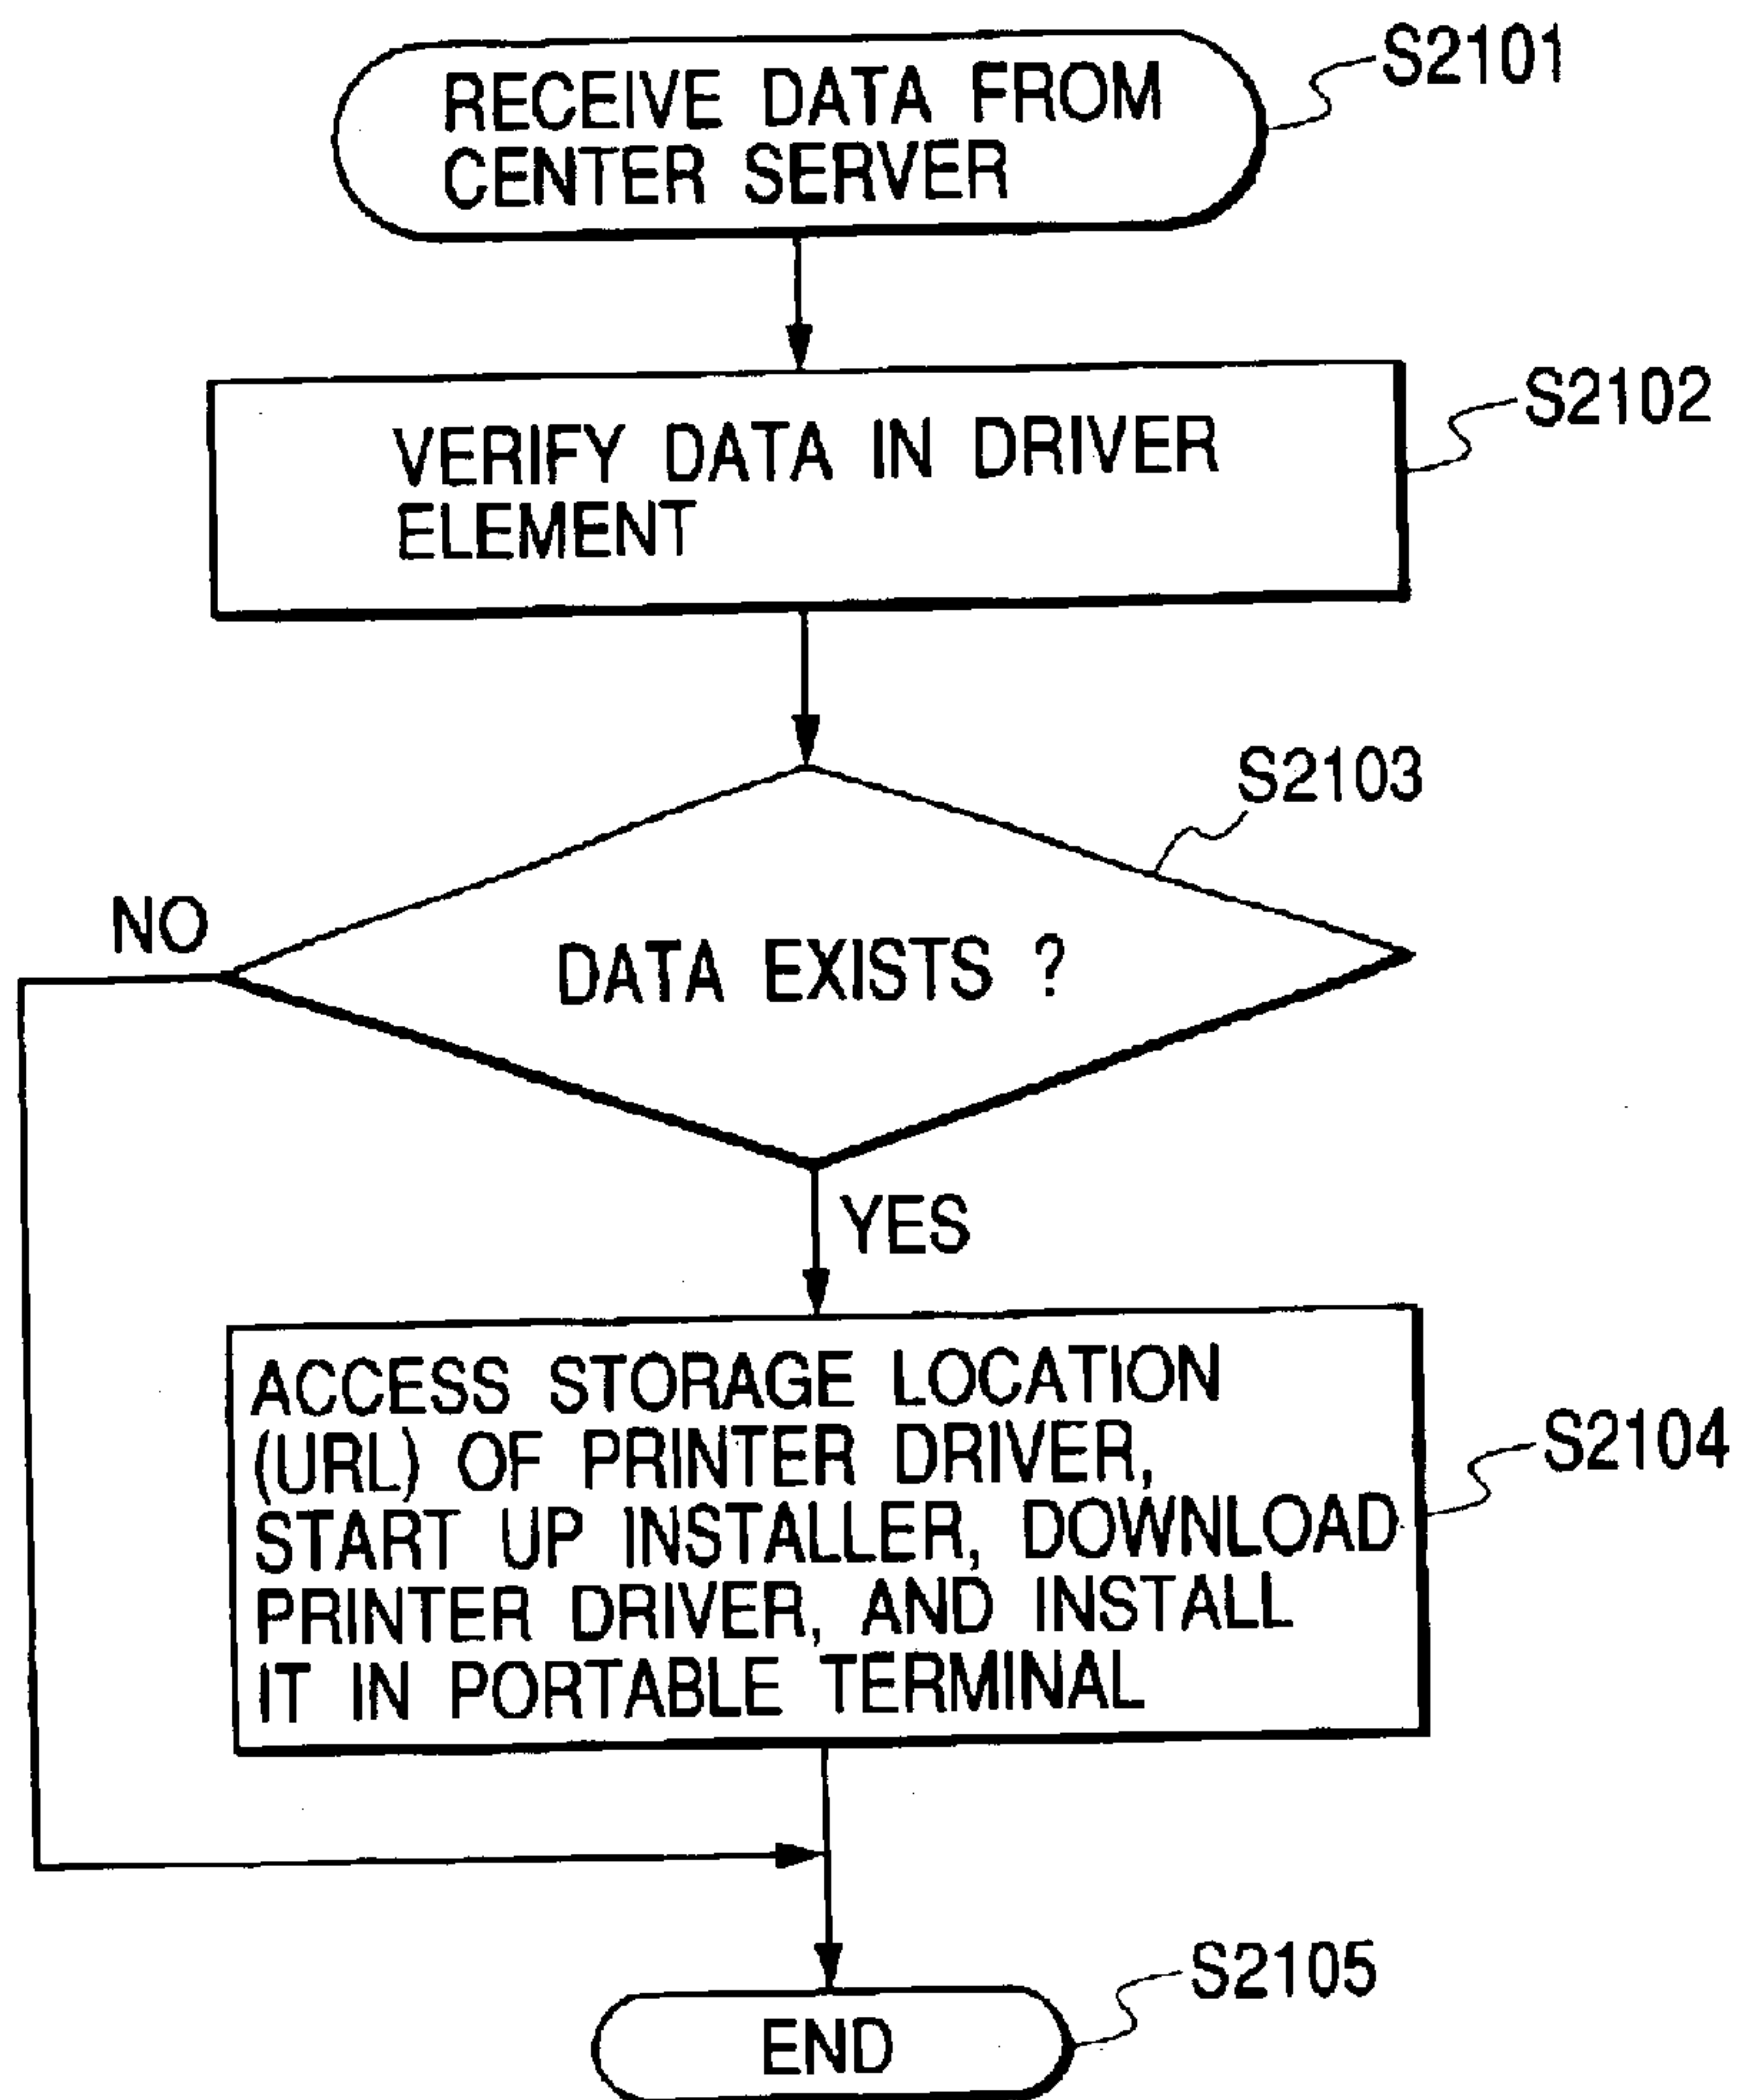 RECEIVE DATA FROM
CENTER SERVER
S2101
VERIFY DATA IN DRIVER
ELEMENT
S2102
S2103
NO
DATA EXISTS ?
YES
ACCESS STORAGE LOCATION
(URL) OF PRINTER DRIVER,
START UP INSTALLER, DOWNLOAD
PRINTER DRIVER, AND INSTALL
IT IN PORTABLE TERMINAL
S2104
S2105
END